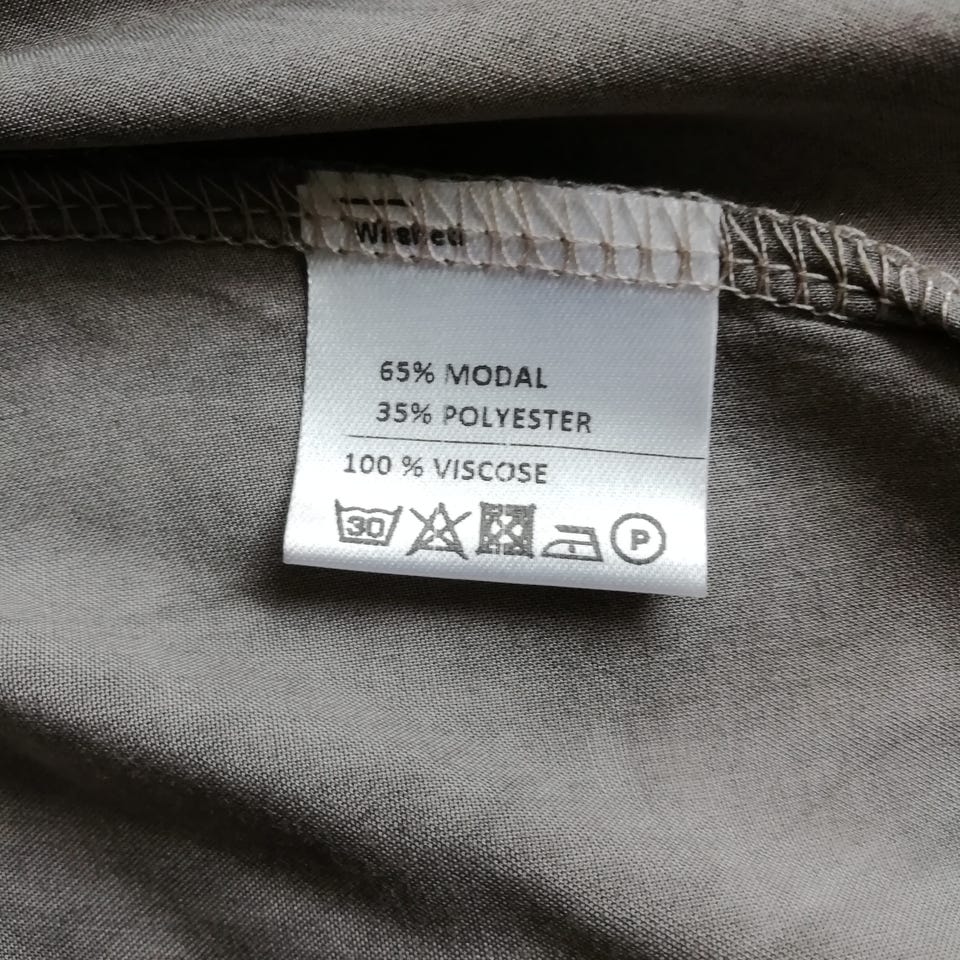 65% MODAL
35% POLYESTER
100 % VISCOSE
30 P